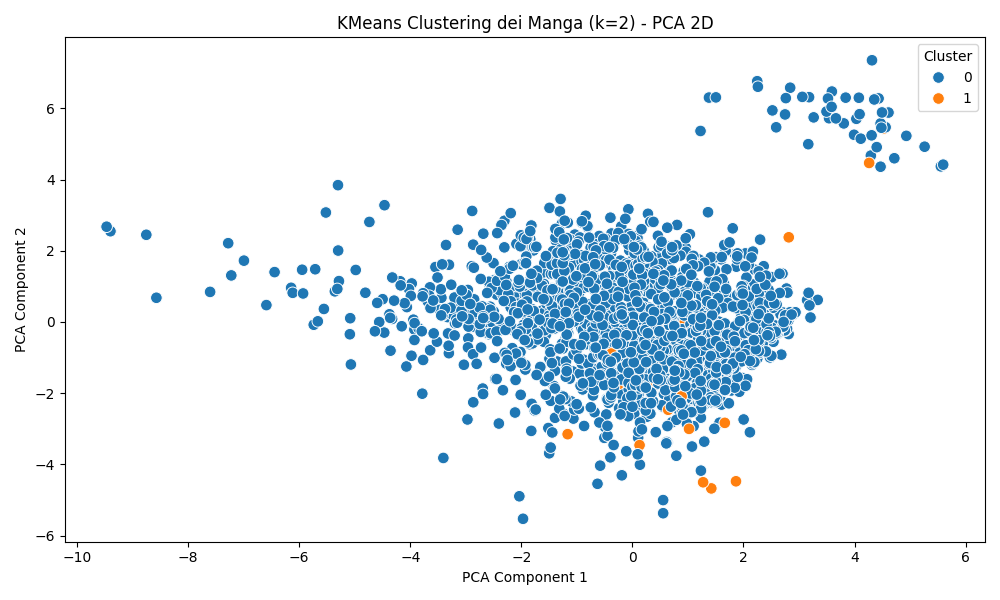 KMeans Clustering dei Manga (k=2) - PCA 2D
Cluster
0
1
6
4
2
0
−2
−4
−6
PCA Component 2
−10 −8 −6 −4 −2 0 2 4 6
PCA Component 1